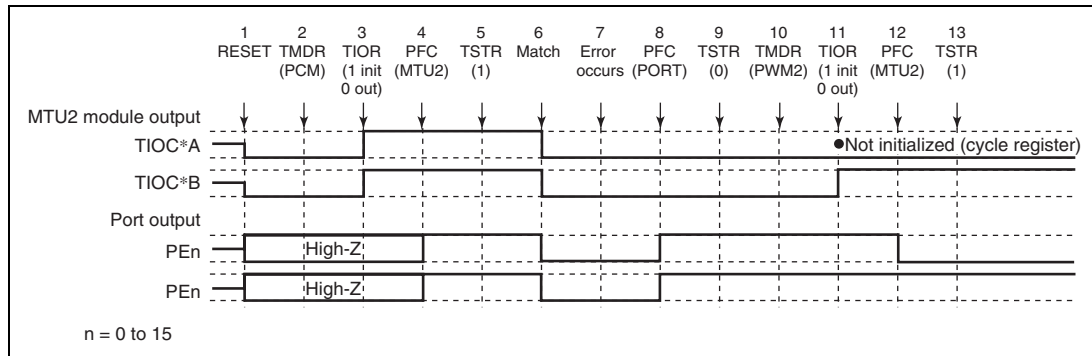 1 2 3 4 5 6 7 8 9 10 11 12 13
RESET TMDR TIOR PFC TSTR Match Error PFC TSTR TMDR TIOR PFC TSTR
(PCM) (1 init (MTU2) (1) occurs (PORT) (0) (PWM2) (1 init (MTU2) (1)
0 out) 0 out)
MTU2 module output
TIOC*A
●Not initialized (cycle register)
TIOC*B
Port output
PEn
High-Z
PEn
High-Z
n = 0 to 15